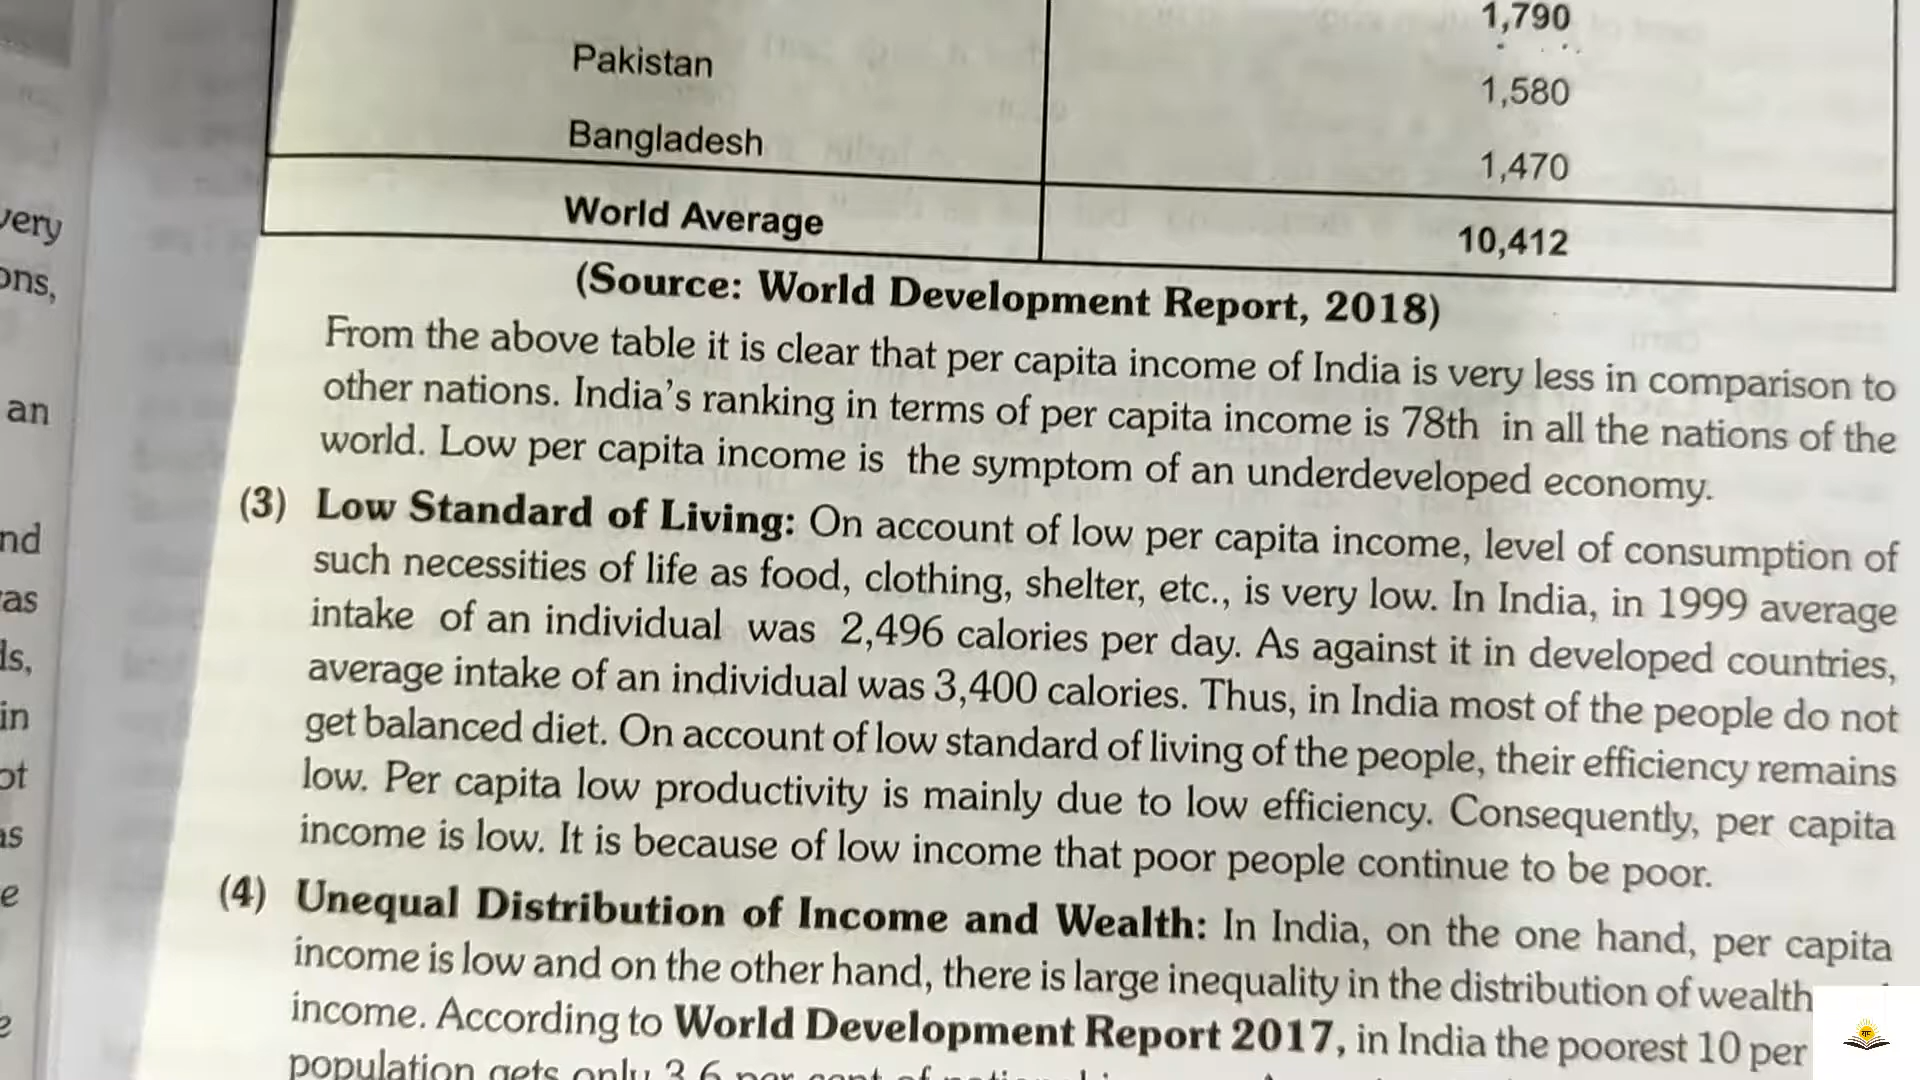 1,790
Pakistan 1,580
Bangladesh 1,470
World Average 10,412
(Source: World Development Report, 2018)
From the above table it is clear that per capita income of India is very less in comparison to
other nations. India's ranking in terms of per capita income is 78th in all the nations of the
world. Low per capita income is the symptom of an underdeveloped economy.
(3) Low Standard of Living: On account of low per capita income, level of consumption of
such necessities of life as food, clothing, shelter, etc., is very low. In India, in 1999 average
intake of an individual was 2,496 calories per day. As against it in developed countries,
average intake of an individual was 3,400 calories. Thus, in India most of the people do not
get balanced diet. On account of low standard of living of the people, their efficiency remains
low. Per capita low productivity is mainly due to low efficiency. Consequently, per capita
income is low. It is because of low income that poor people continue to be poor.
(4) Unequal Distribution of Income and Wealth: In India, on the one hand, per capita
income is low and on the other hand, there is large inequality in the distribution of wealth
income. According to World Development Report 2017, in India the poorest 10 per
population gets only 3.6 per cent of
very
ons,
an
nd
as
ls,
in
ot
as
e
e